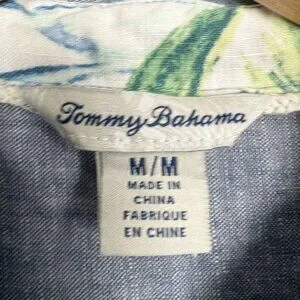 Tommy Bahama
M/M
MADE IN
CHINA
FABRIQUE
EN CHINE